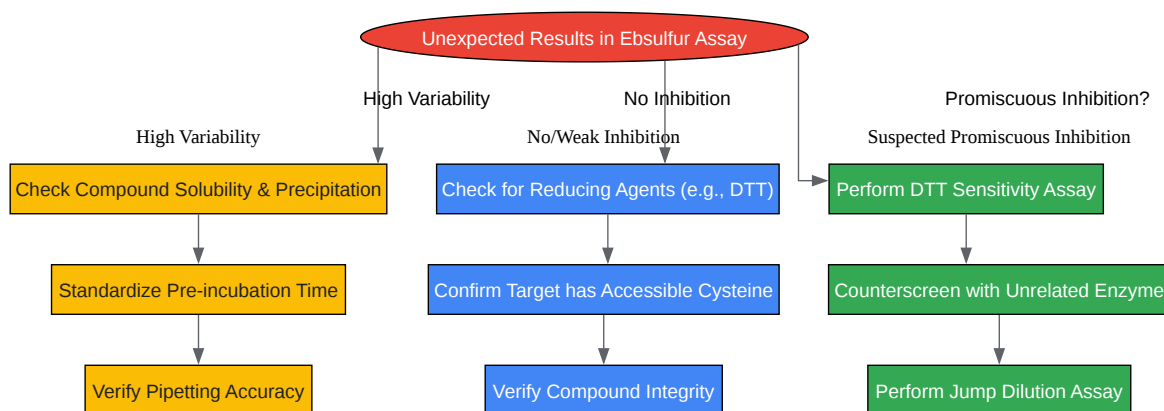 Unexpected Results in Ebsulfur Assay
High Variability
No Inhibition
Promiscuous Inhibition?
High Variability
No/Weak Inhibition
Suspected Promiscuous Inhibition
Check Compound Solubility & Precipitation
Check for Reducing Agents (e.g., DTT)
Perform DTT Sensitivity Assay
Standardize Pre-incubation Time
Confirm Target has Accessible Cysteine
Counterscreen with Unrelated Enzyme
Verify Pipetting Accuracy
Verify Compound Integrity
Perform Jump Dilution Assay